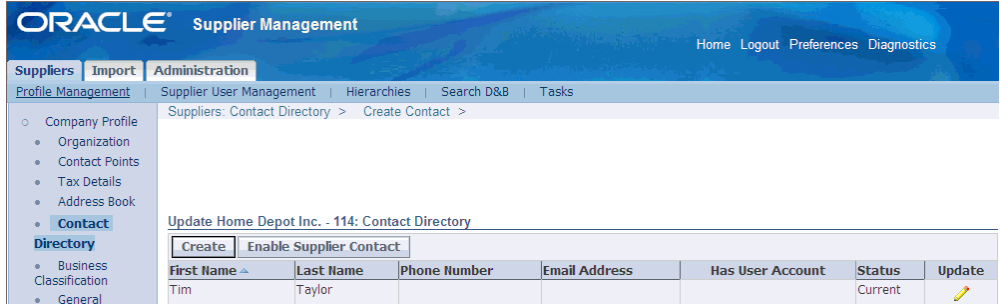 ORACLE Supplier Management
Home Logout Preferences Diagnostics
Suppliers Import Administration
Profile Management | Supplier User Management | Hierarchies | Search D&B | Tasks
Suppliers: Contact Directory > Create Contact >
Company Profile
Organization
Contact Points
Tax Details
Address Book
Contact
Directory
Business
Classification
General
Update Home Depot Inc. - 114: Contact Directory
Create Enable Supplier Contact
First Name Last Name Phone Number Email Address Has User Account Status Update
Tim Taylor Current